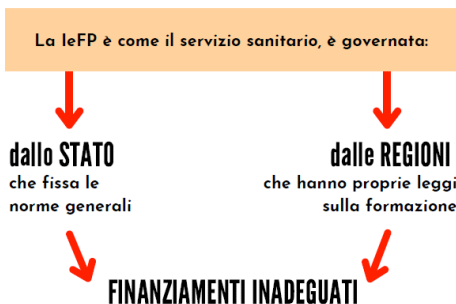 La IeFP è come il servizio sanitario, è governata:
dallo STATO
che fissa le
norme generali
dalle REGIONI
che hanno proprie leggi
sulla formazione
FINANZIAMENTI INADEGUATI